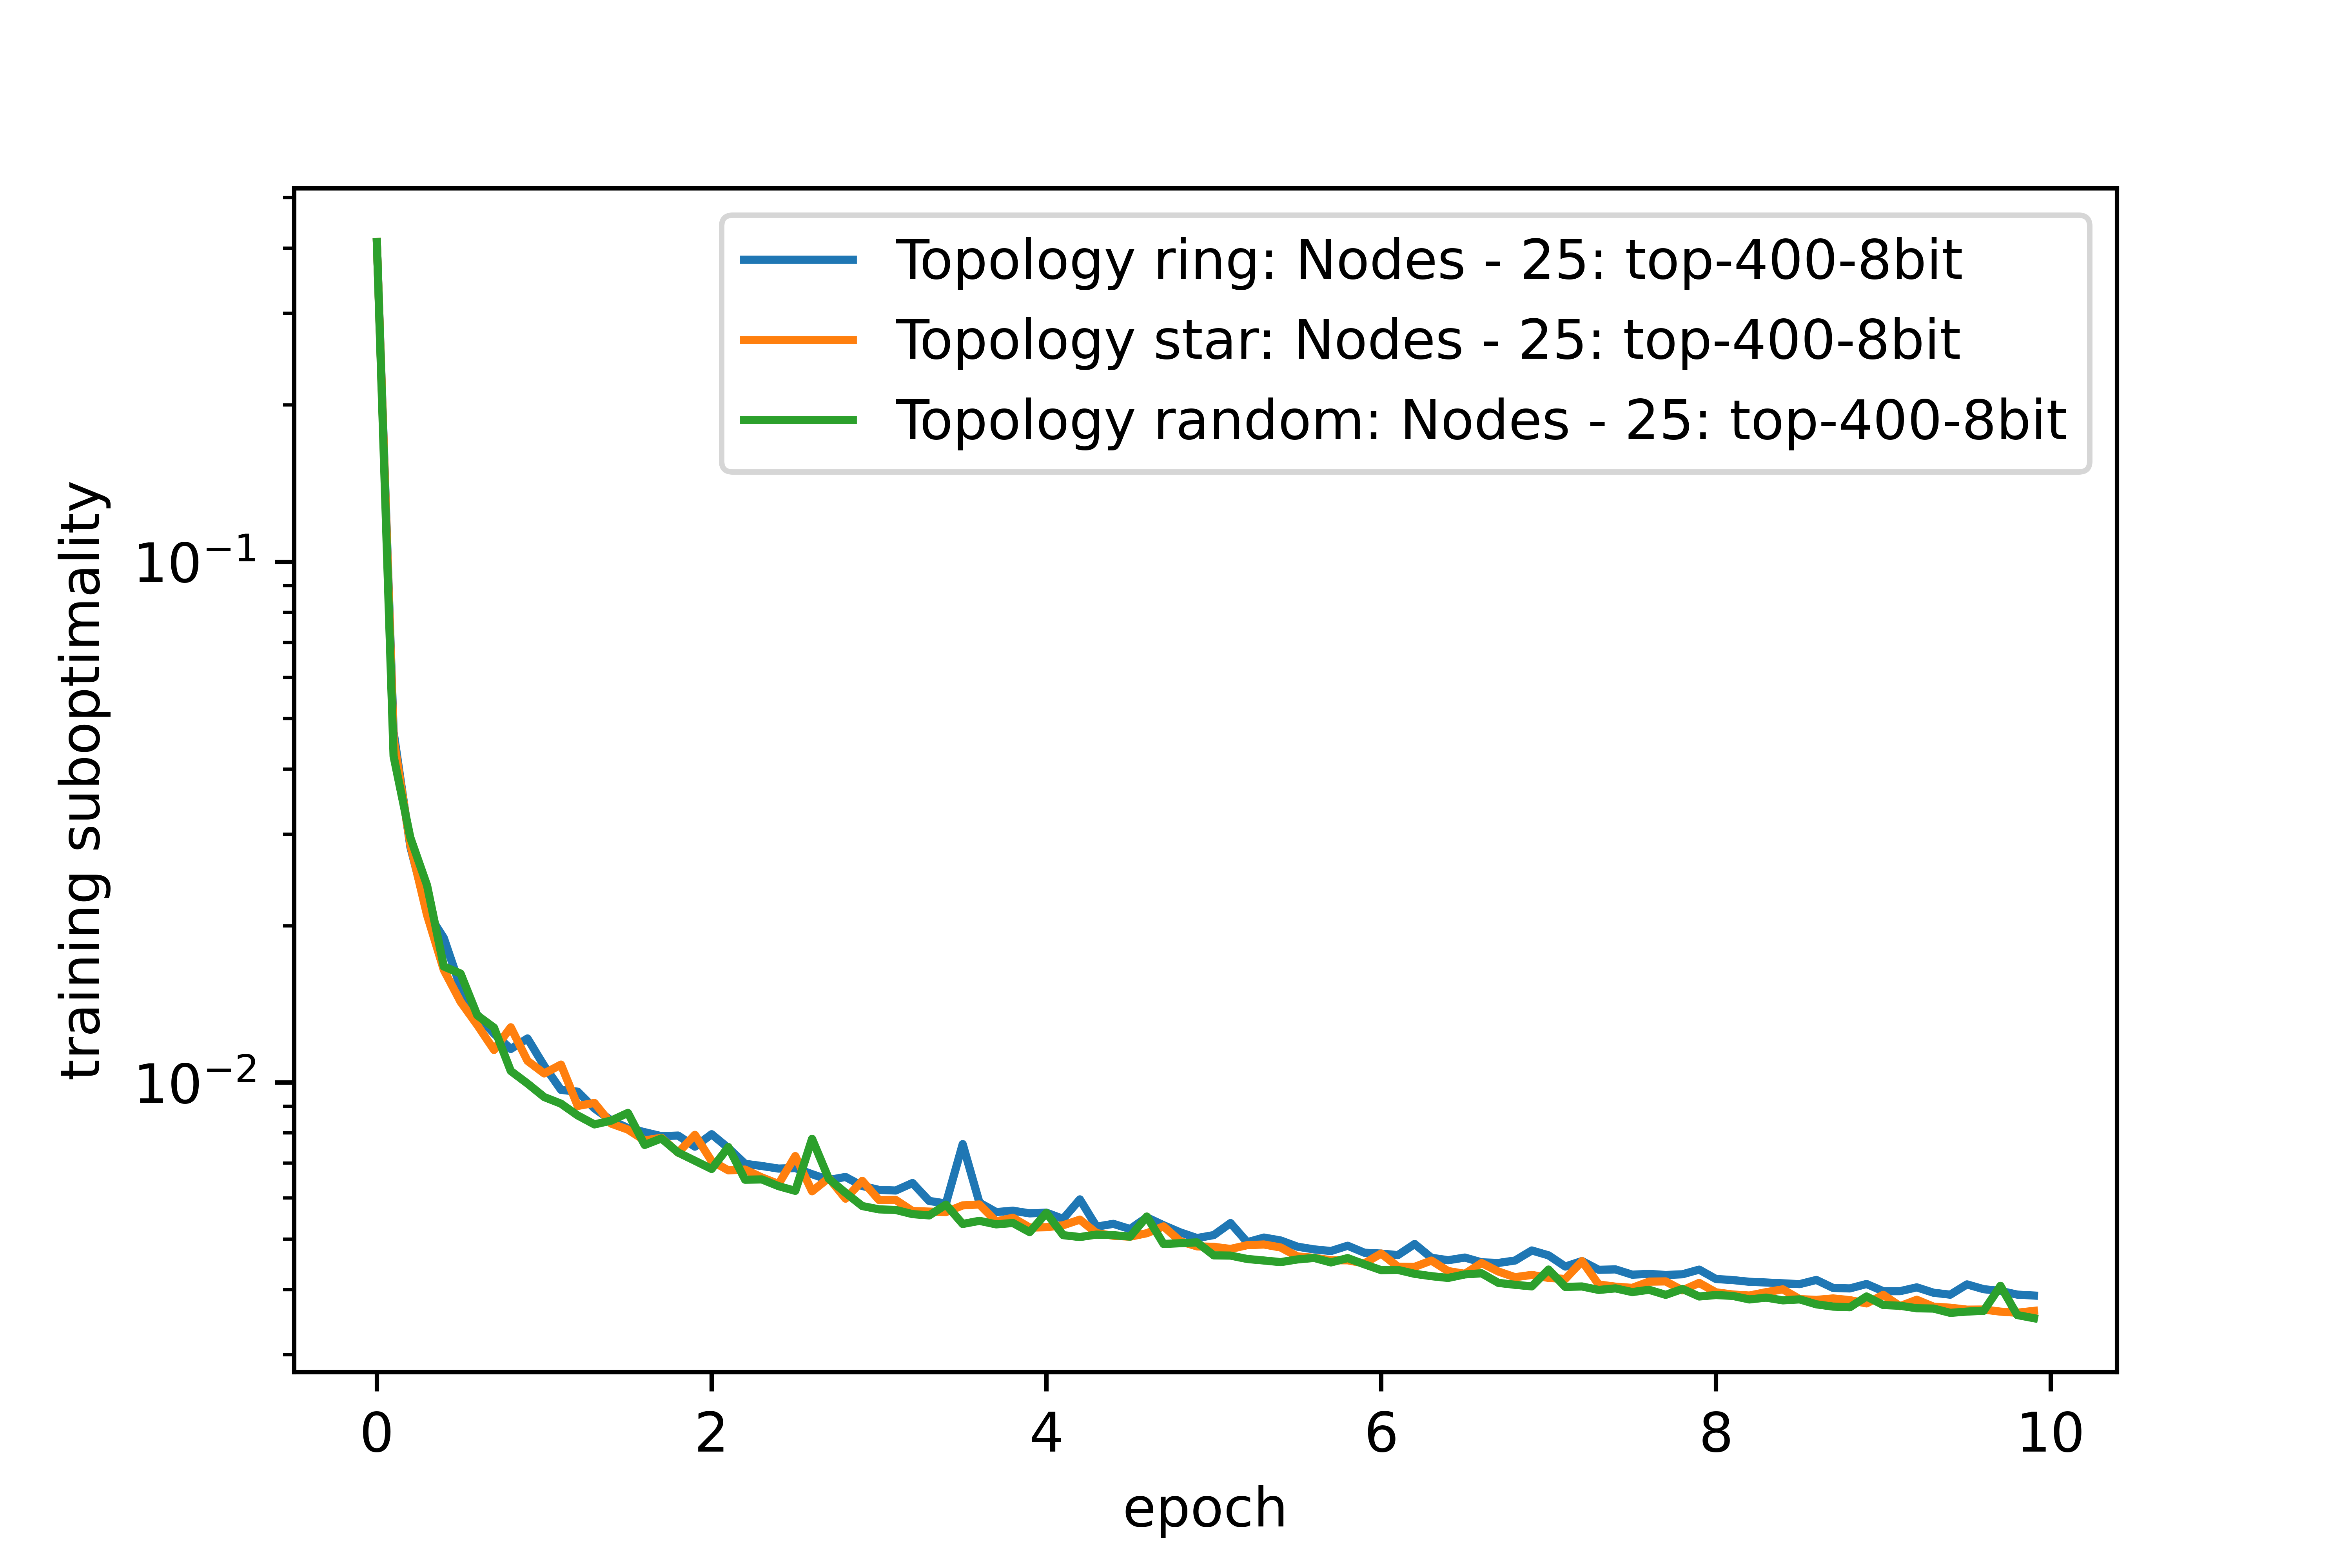 Topology ring: Nodes - 25: top-400-8bit
Topology star: Nodes - 25: top-400-8bit
Topology random: Nodes - 25: top-400-8bit
training suboptimality
10⁻¹
10⁻²
0 2 4 6 8 10
epoch